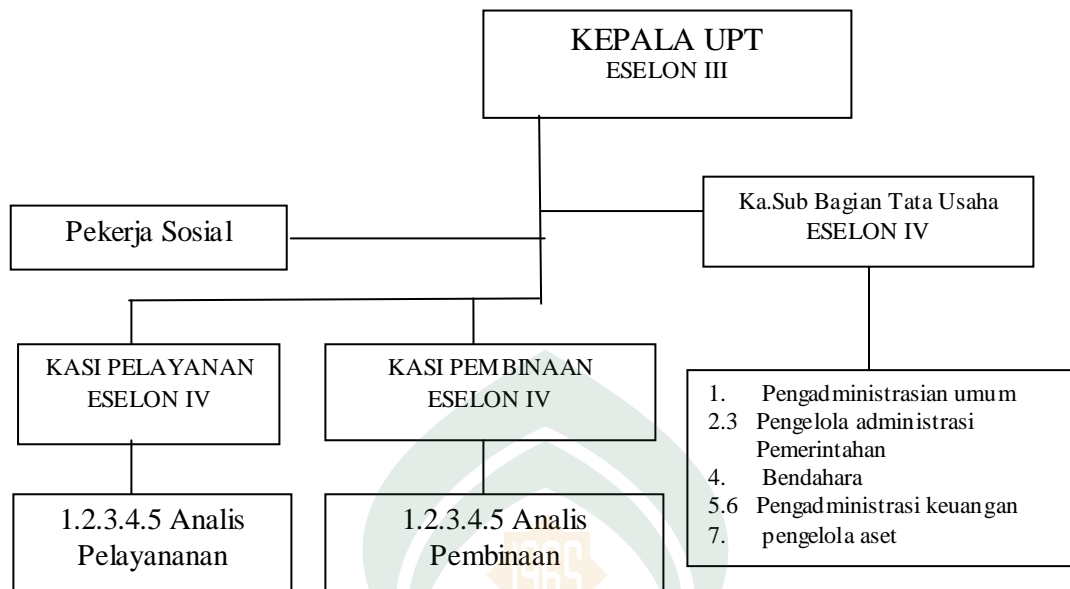 KEPALA UPT
ESELON III
Ka.Sub Bagian Tata Usaha
ESELON IV
Pekerja Sosial
KASI PELAYANAN
ESELON IV
KASI PEMBINAAN
ESELON IV
1. Pengadministrasian umum
2.3 Pengelola administrasi
Pemerintahan
4. Bendahara
5.6 Pengadministrasi keuangan
7. pengelola aset
1.2.3.4.5 Analis
Pelayananan
1.2.3.4.5 Analis
Pembinaan
1965